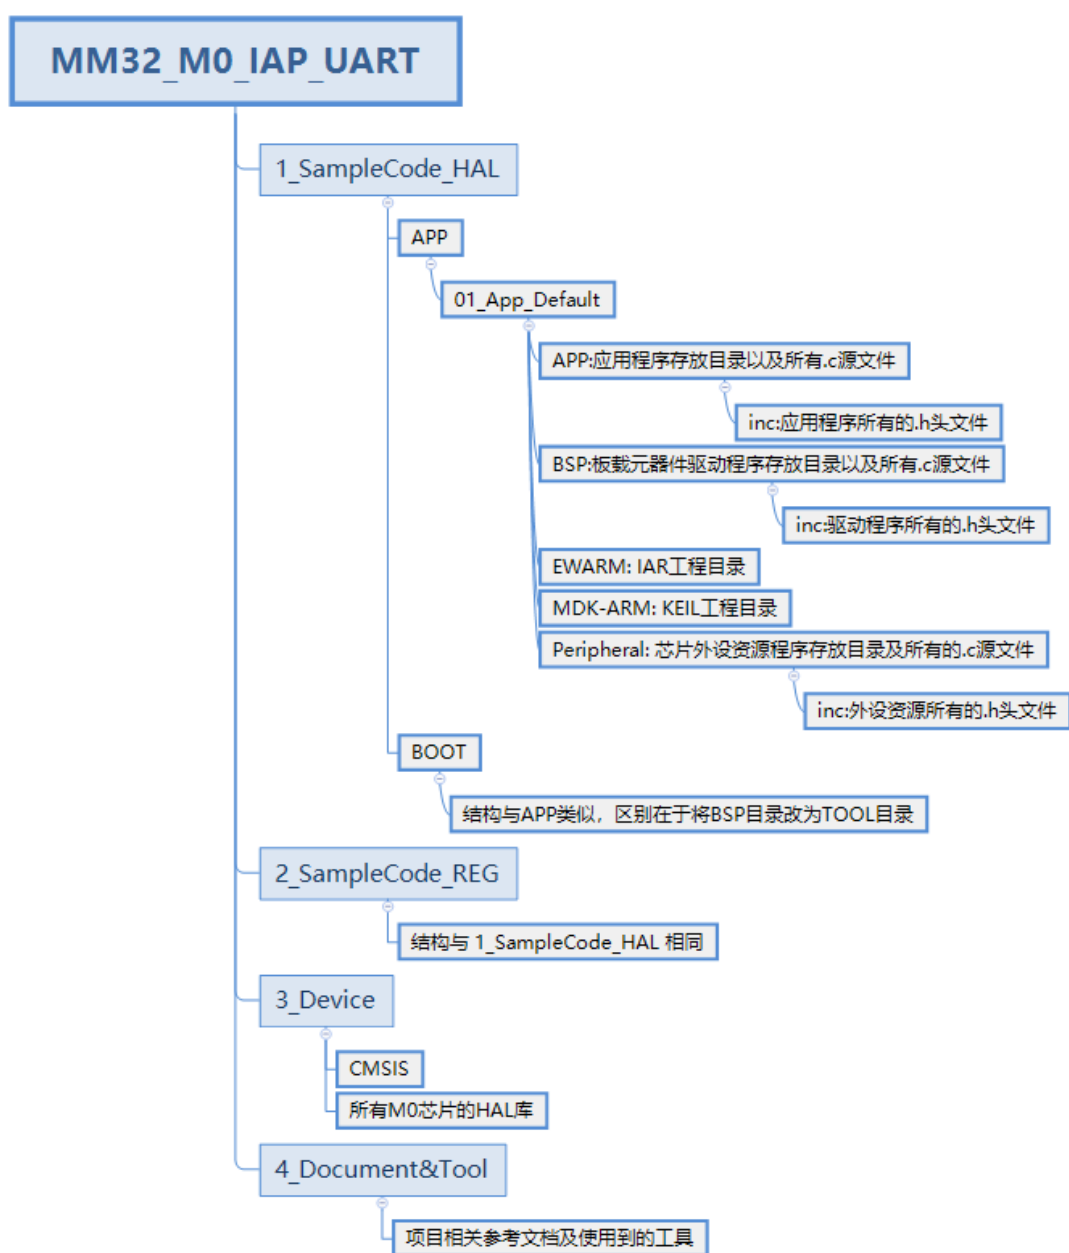 MM32_M0_IAP_UART
1_SampleCode_HAL
APP
01_App_Default
APP:应用程序存放目录以及所有.c源文件
inc:应用程序所有的.h头文件
BSP:板载元器件驱动程序存放目录以及所有.c源文件
inc:驱动程序所有的.h头文件
EWARM: IAR工程目录
MDK-ARM: KEIL工程目录
Peripheral: 芯片外设资源程序存放目录及所有的.c源文件
inc:外设资源所有的.h头文件
BOOT
结构与APP类似，区别在于将BSP目录改为TOOL目录
2_SampleCode_REG
结构与 1_SampleCode_HAL 相同
3_Device
CMSIS
所有M0芯片的HAL库
4_Document&Tool
项目相关参考文档及使用到的工具